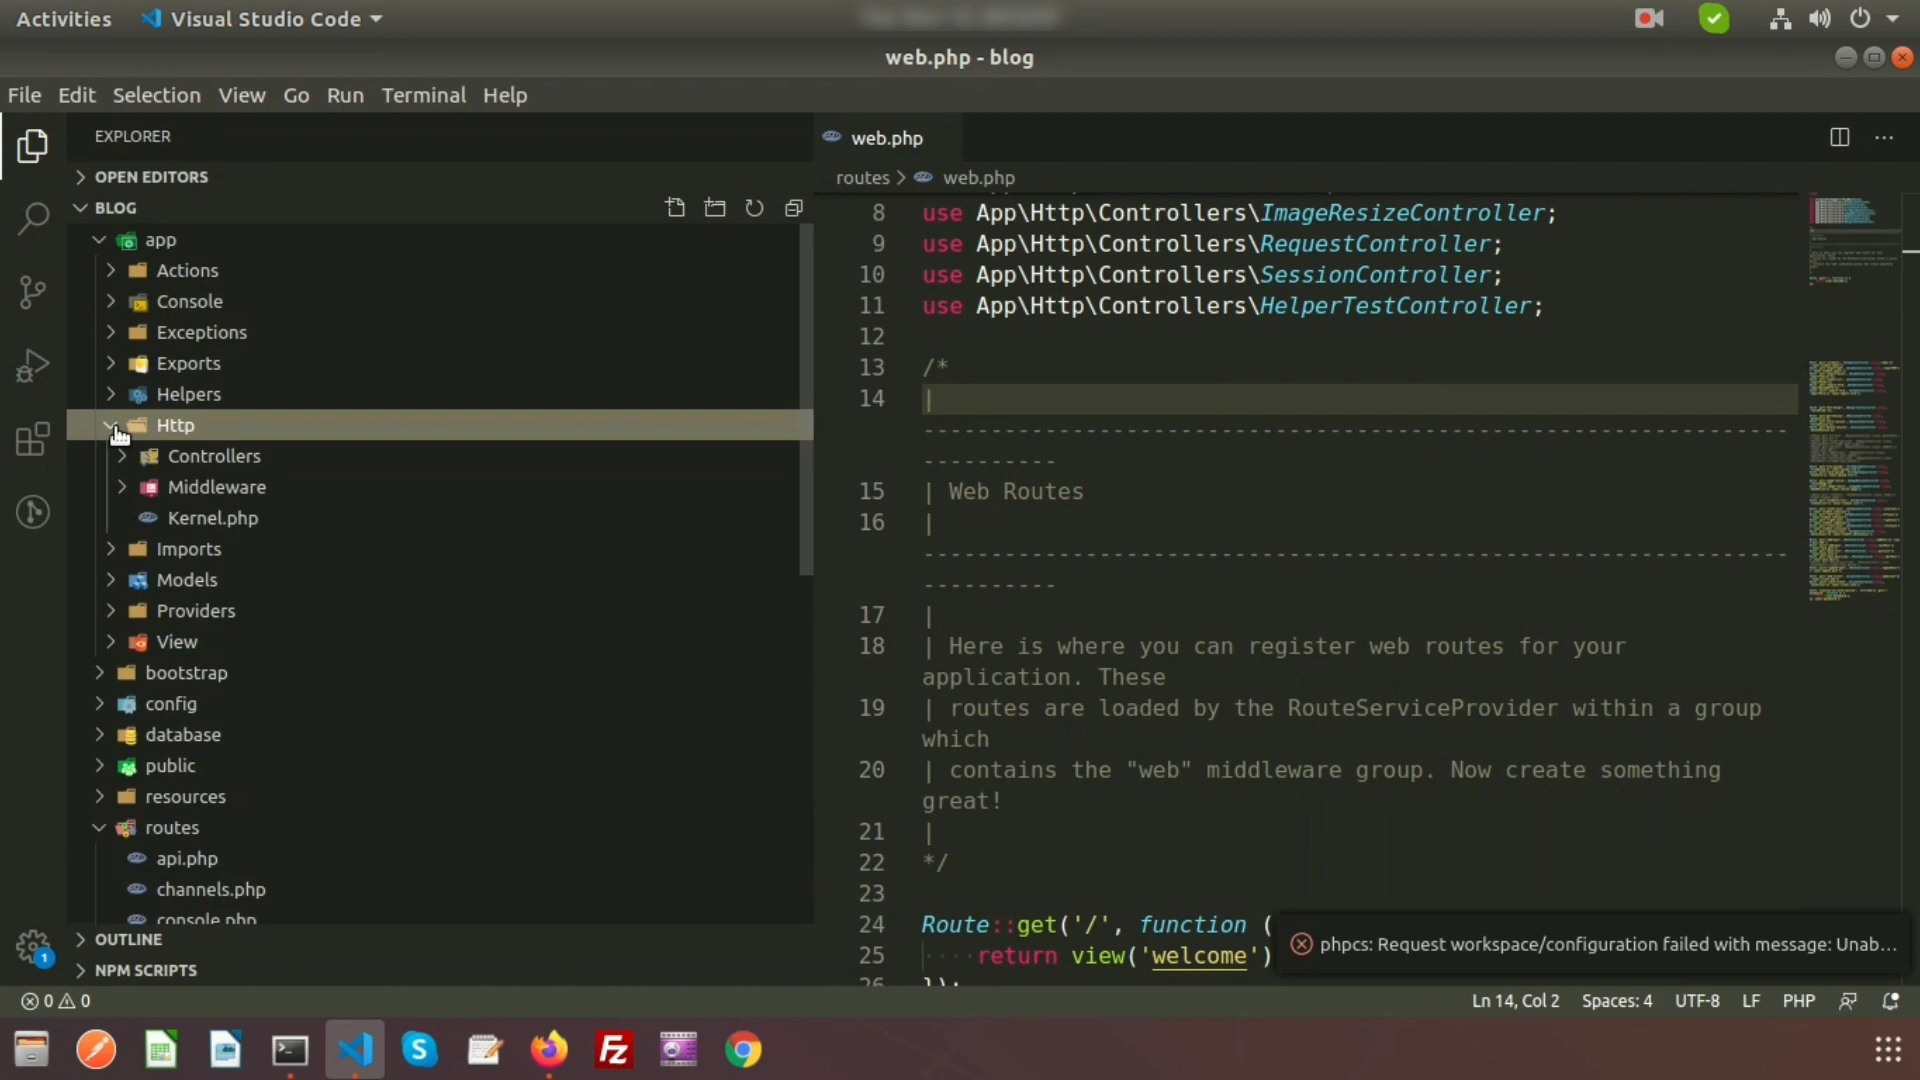 Activities Visual Studio Code
web.php - blog
File Edit Selection View Go Run Terminal Help
EXPLORER
OPEN EDITORS
BLOG
app
Actions
Console
Exceptions
Exports
Helpers
Http
Controllers
Middleware
Kernel.php
Imports
Models
Providers
View
bootstrap
config
database
public
resources
routes
api.php
channels.php
console.php
OUTLINE
NPM SCRIPTS
web.php
routes > web.php
8 use App\Http\Controllers\ImageResizeController;
9 use App\Http\Controllers\RequestController;
10 use App\Http\Controllers\SessionController;
11 use App\Http\Controllers\HelperTestController;
12
13 /*
14 |
----------------------------------------------------------------
----------
15 | Web Routes
16 |
----------------------------------------------------------------
----------
17 |
18 | Here is where you can register web routes for your
application. These
19 | routes are loaded by the RouteServiceProvider within a group
which
20 | contains the "web" middleware group. Now create something
great!
21 |
22 */
23
24 Route::get('/', function (
25 ····return view('welcome')
26 });
phpcs: Request workspace/configuration failed with message: Unab...
1
0 0
Ln 14, Col 2 Spaces: 4 UTF-8 LF PHP
S
Fz